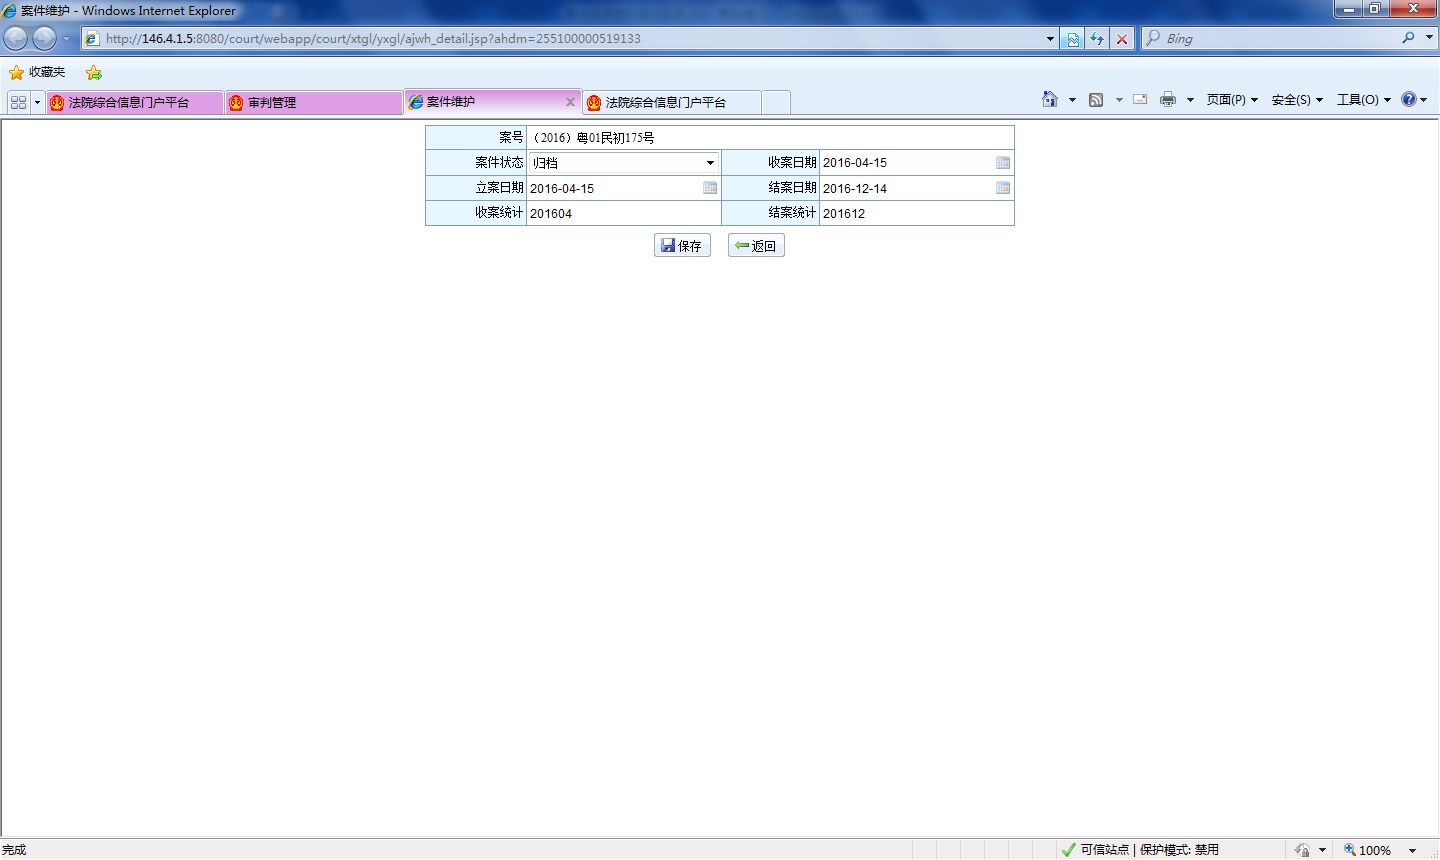 案件维护 - Windows Internet Explorer
http://146.4.1.5:8080/court/webapp/court/xtgl/yxgl/ajwh_detail.jsp?ahdm=255100000519133
Bing
收藏夹
法院综合信息门户平台
审判管理
案件维护
法院综合信息门户平台
页面(P)
安全(S)
工具(O)
案号 （2016）粤01民初175号
案件状态 归档 收案日期 2016-04-15
立案日期 2016-04-15 结案日期 2016-12-14
收案统计 201604 结案统计 201612
保存 返回
完成
可信站点 | 保护模式: 禁用
100%